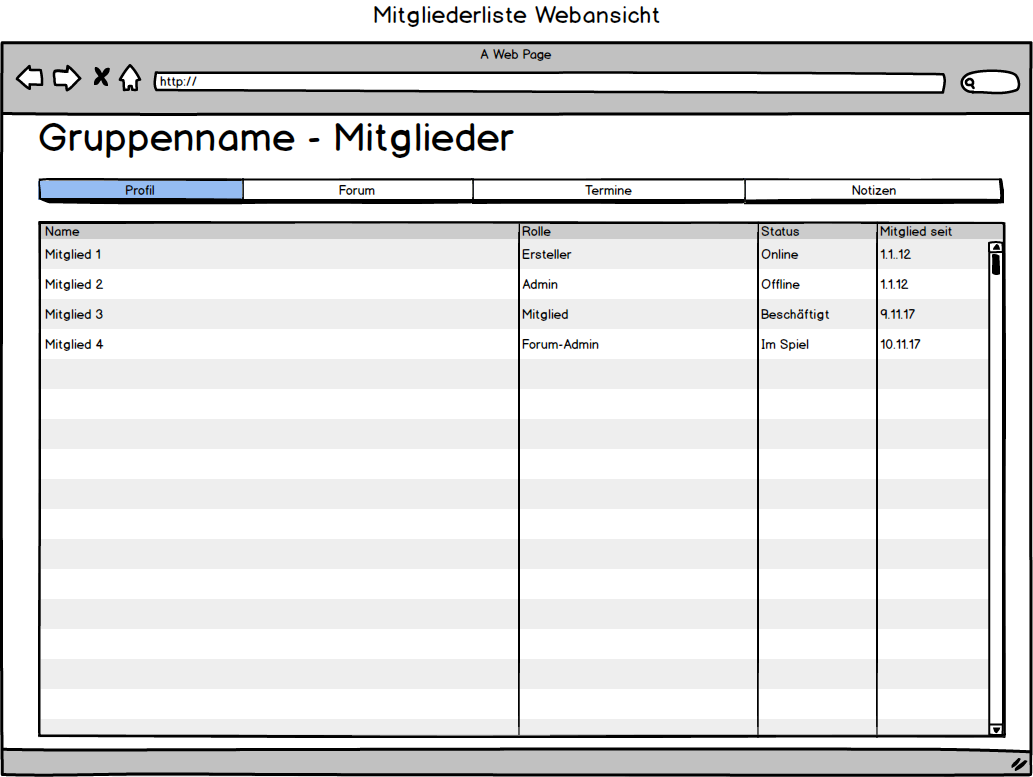 Mitgliederliste Webansicht
A Web Page
http://
Gruppenname - Mitglieder
Profil Forum Termine Notizen
Name Rolle Status Mitglied seit
Mitglied 1 Ersteller Online 1.1..12
Mitglied 2 Admin Offline 1.1.12
Mitglied 3 Mitglied Beschäftigt 9.11.17
Mitglied 4 Forum-Admin Im Spiel 10.11.17